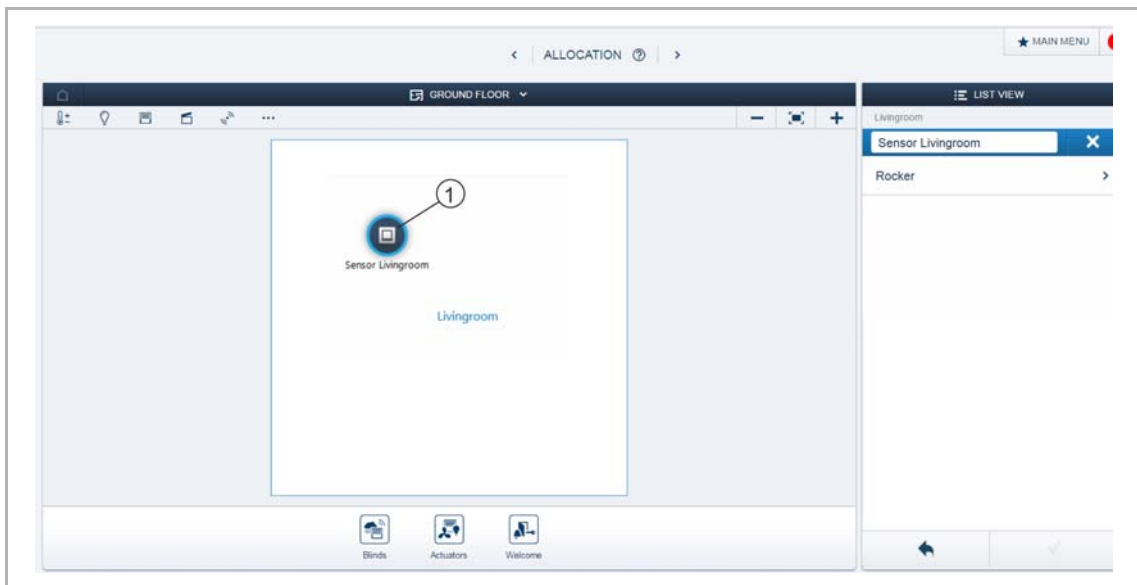 < ALLOCATION ? >
★ MAIN MENU
GROUND FLOOR
LIST VIEW
...
Livingroom
Sensor Livingroom
Rocker
1
Sensor Livingroom
Livingroom
Blinds
Actuators
Welcome